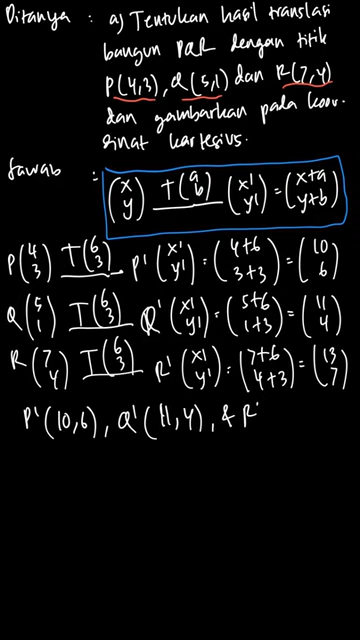 Ditanya : a) Tentukan hasil translasi
bangun PQR dengan titik
P(4,3), Q(5,1) dan R(7,4)
dan gambarkan pada koor
dinat kartesius.
Jawab : (x y) T(a b) (x' y') = (x+a y+b)
P(4 3) T(6 3) P'(x' y') = (4+6 3+3) = (10 6)
Q(5 1) T(6 3) Q'(x' y') = (5+6 1+3) = (11 4)
R(7 4) T(6 3) R'(x' y') = (7+6 4+3) = (13 7)
P'(10,6), Q'(11,4), & R'